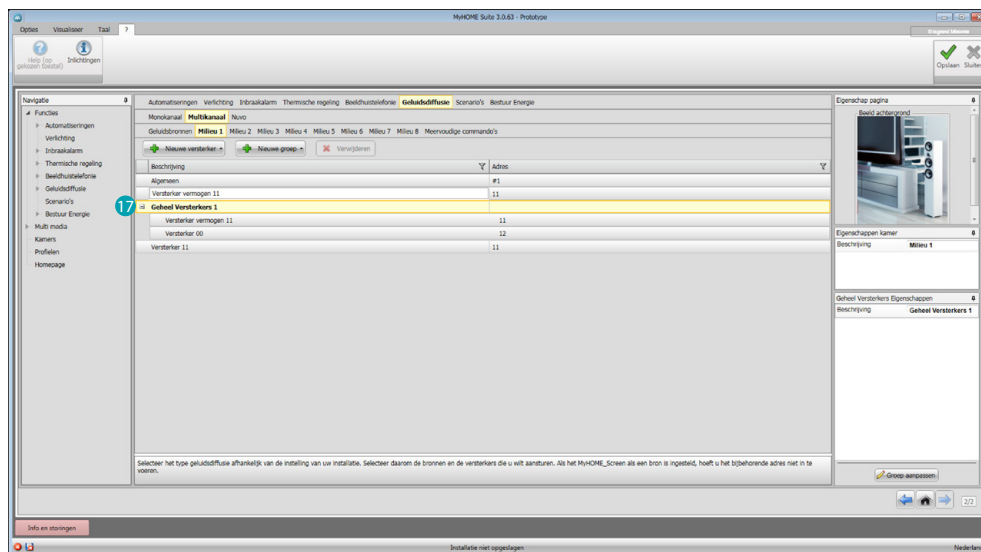 MyHOME Suite 3.0.63 - Prototype
Opties Visualiseer Taal ?
Help (op gekozen toestel)
Inlichtingen
Opslaan Sluiten
Navigatie
Functies
Automatiseringen
Verlichting
Inbraakalarm
Thermische regeling
Beeldhuistelefonie
Geluidsdiffusie
Scenario's
Bestuur Energie
Multi media
Kamers
Profielen
Homepage
Automatiseringen Verlichting Inbraakalarm Thermische regeling Beeldhuistelefonie Geluidsdiffusie Scenario's Bestuur Energie
Monokanaal Multikanaal Nuvo
Geluidsbronnen Milieu 1 Milieu 2 Milieu 3 Milieu 4 Milieu 5 Milieu 6 Milieu 7 Milieu 8 Meervoudige commando's
Nieuwe versterker Nieuwe groep Verwijderen
Beschrijving Adres
Algemeen #1
Versterker vermogen 11 11
17 Geheel Versterkers 1
Versterker vermogen 11 11
Versterker 00 12
Versterker 11 11
Selecteer het type geluidsdiffusie afhankelijk van de instelling van uw installatie. Selecteer daarom de bronnen en de versterkers die u wilt aansturen. Als het MyHOME_Screen als een bron is ingesteld, hoeft u het bijbehorende adres niet in te
voeren.
Eigenschap pagina
Beeld achtergrond
Eigenschappen kamer
Beschrijving Milieu 1
Geheel Versterkers Eigenschappen
Beschrijving Geheel Versterkers 1
Groep aanpassen
2/2
Info en storingen
Installatie niet opgeslagen
Nederlan